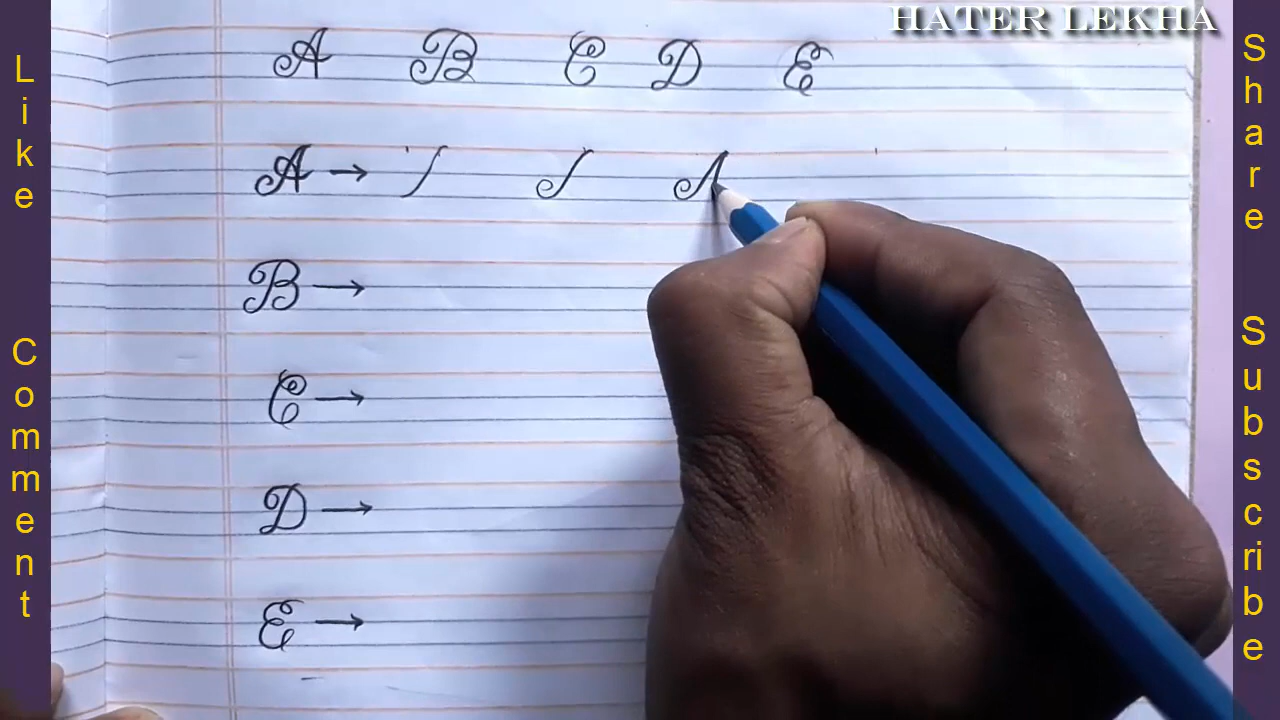 HATER LEKHA
A B C D E
A →
B →
C →
D →
E →
Like Comment
Share Subscribe